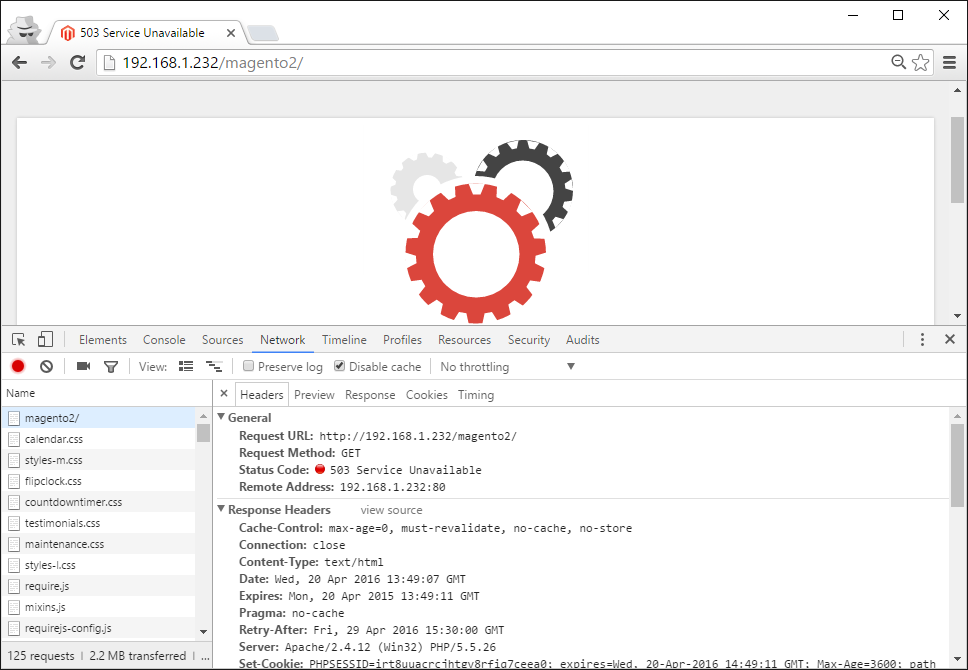 503 Service Unavailable
192.168.1.232/magento2/
Elements Console Sources Network Timeline Profiles Resources Security Audits
View: Preserve log Disable cache No throttling
Name
Headers Preview Response Cookies Timing
magento2/
calendar.css
styles-m.css
flipclock.css
countdowntimer.css
testimonials.css
maintenance.css
styles-l.css
require.js
mixins.js
requirejs-config.js
125 requests | 2.2 MB transferred | ...
General
Request URL: http://192.168.1.232/magento2/
Request Method: GET
Status Code: 503 Service Unavailable
Remote Address: 192.168.1.232:80
Response Headers view source
Cache-Control: max-age=0, must-revalidate, no-cache, no-store
Connection: close
Content-Type: text/html
Date: Wed, 20 Apr 2016 13:49:07 GMT
Expires: Mon, 20 Apr 2015 13:49:11 GMT
Pragma: no-cache
Retry-After: Fri, 29 Apr 2016 15:30:00 GMT
Server: Apache/2.4.12 (Win32) PHP/5.5.26
Set-Cookie: expires=Wed, 20-Apr-2016 14:49:11 GMT; Max-Age=3600; path